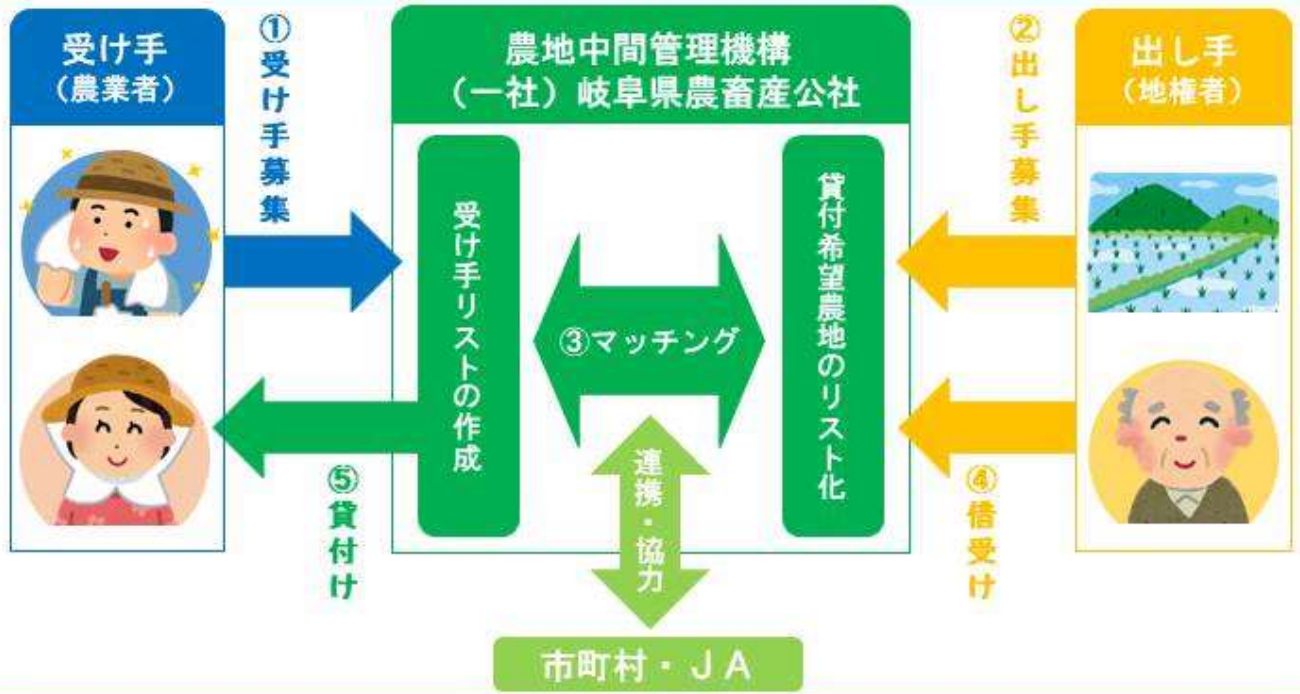 受け手
（農業者）
①受け手募集
農地中間管理機構
（一社）岐阜県農畜産公社
②出し手募集
出し手
（地権者）
受け手リストの作成
③マッチング
貸付希望農地のリスト化
⑤貸付け
連携・協力
④借受け
市町村・ＪＡ